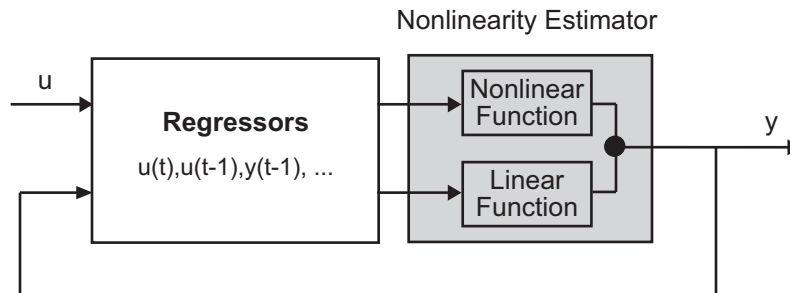 Nonlinearity Estimator
u
Regressors
u(t),u(t-1),y(t-1), ...
Nonlinear
Function
Linear
Function
y